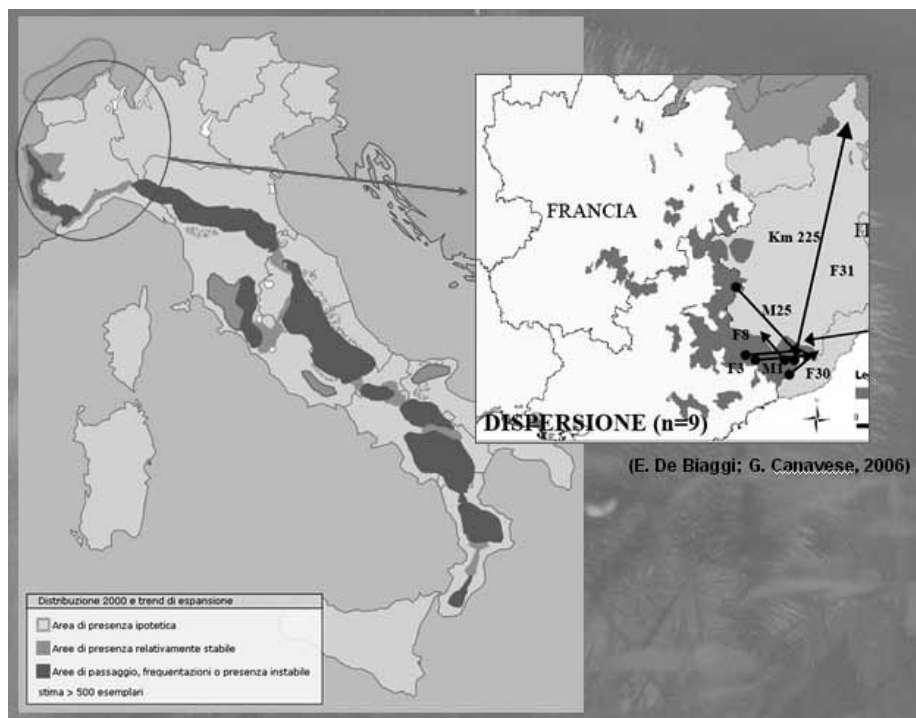 FRANCIA
Km 225
F31
M25
F8
F3
M1
F30
DISPERSIONE (n=9)
(E. De Biaggi; G. Canavese, 2006)
Distribuzione 2000 e trend di espansione
Area di presenza ipotetica
Aree di presenza relativamente stabile
Aree di passaggio, frequentazioni o presenza instabile
stima > 500 esemplari